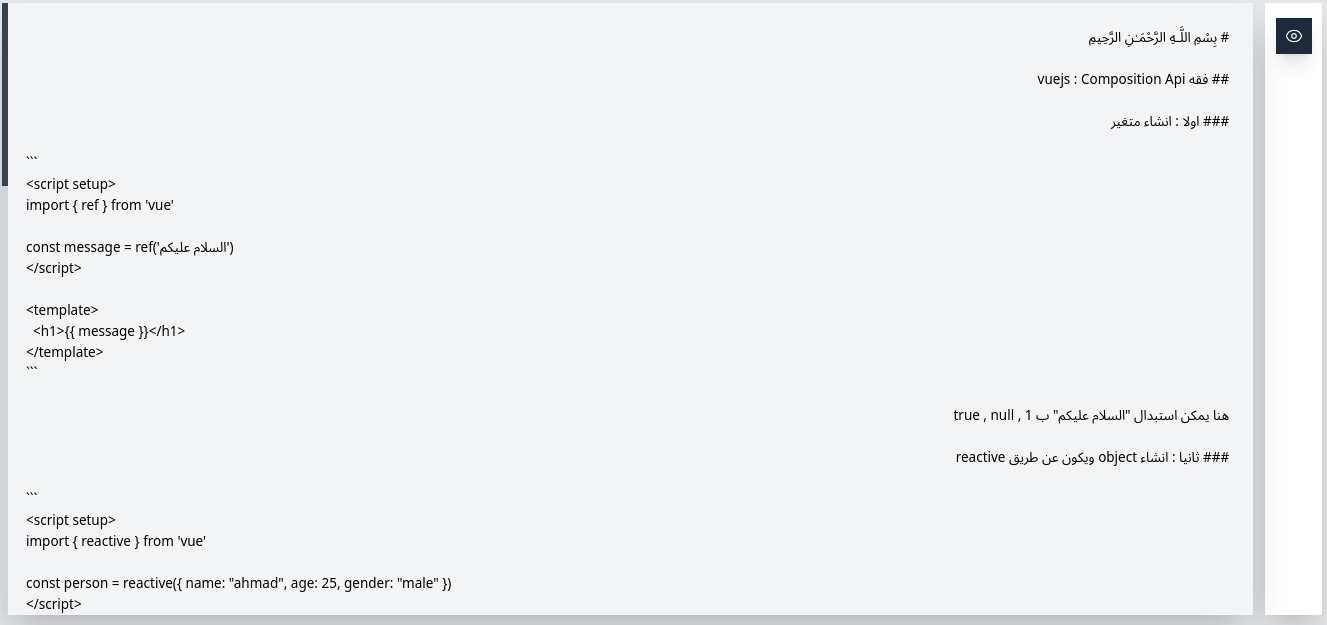 # بِسْمِ اللَّـهِ الرَّحْمَـٰنِ الرَّحِيمِ
## فقه vuejs : Composition Api
### اولا : انشاء متغير
```
<script setup>
import { ref } from 'vue'
const message = ref('السلام عليكم')
</script>
<template>
  <h1>{{ message }}</h1>
</template>
```
هنا يمكن استبدال "السلام عليكم" ب 1 , true , null
### ثانيا : انشاء object ويكون عن طريق reactive
```
<script setup>
import { reactive } from 'vue'
const person = reactive({ name: "ahmad", age: 25, gender: "male" })
</script>